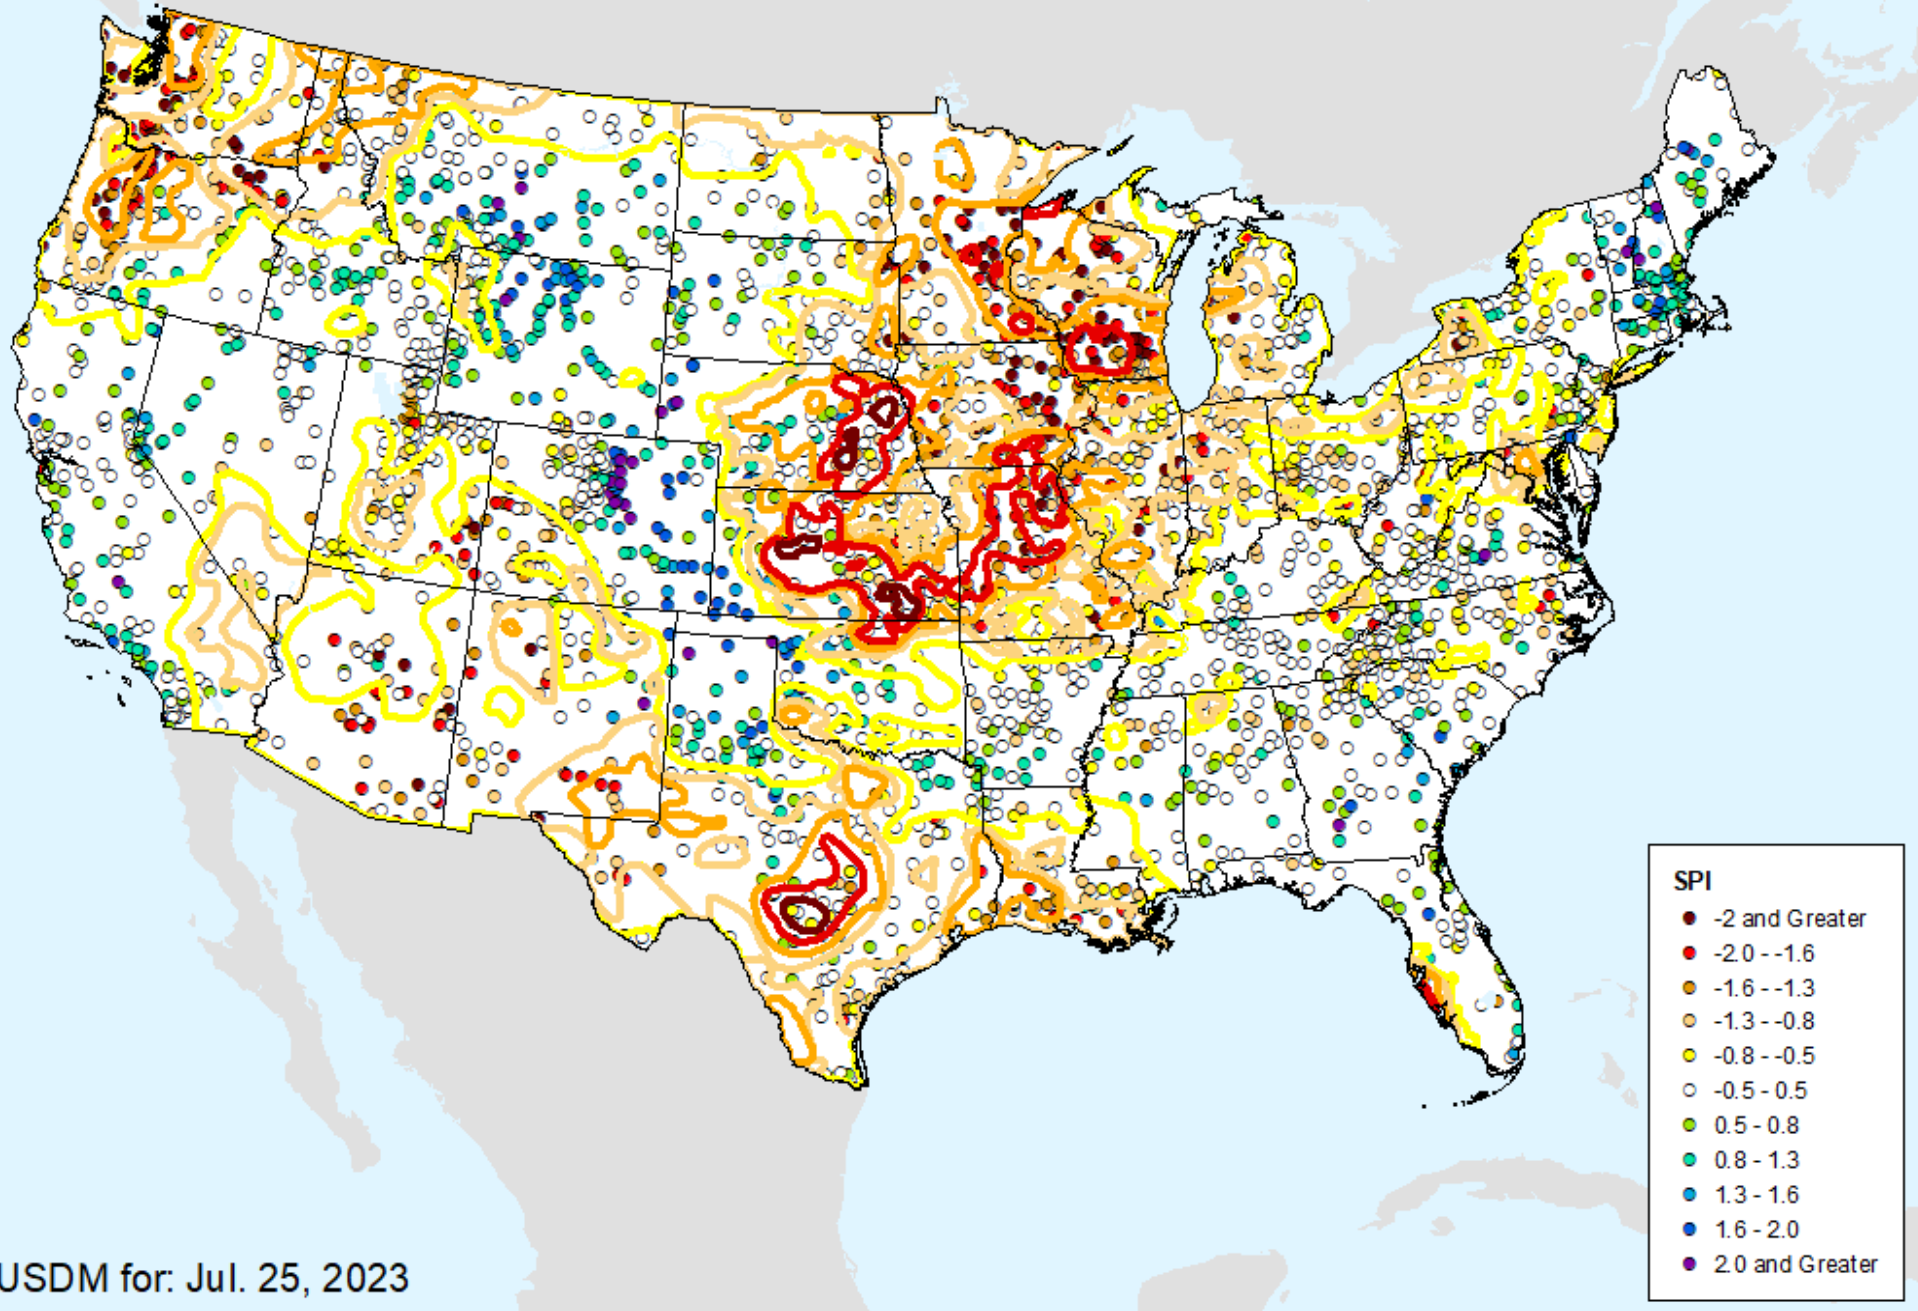 SPI
-2 and Greater
-2.0 - -1.6
-1.6 - -1.3
-1.3 - -0.8
-0.8 - -0.5
-0.5 - 0.5
0.5 - 0.8
0.8 - 1.3
1.3 - 1.6
1.6 - 2.0
2.0 and Greater
USDM for: Jul. 25, 2023